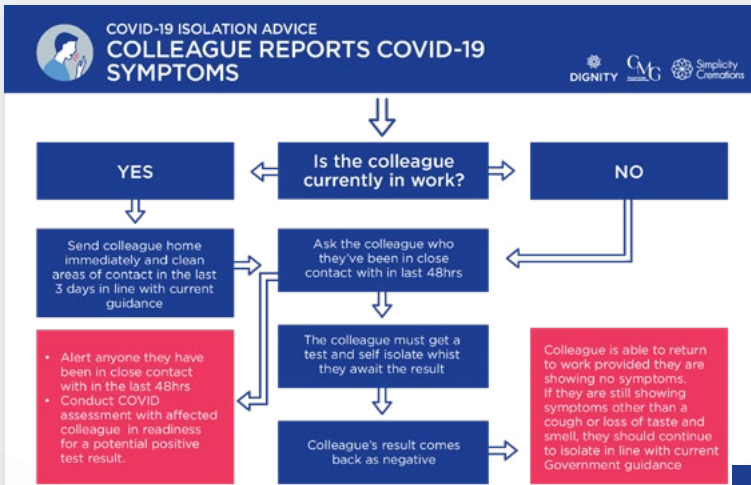 COVID-19 ISOLATION ADVICE
COLLEAGUE REPORTS COVID-19
SYMPTOMS
DIGNITY
CMG
Simplicity
Cremations
Is the colleague
currently in work?
YES
NO
Send colleague home
immediately and clean
areas of contact in the last
3 days in line with current
guidance
Ask the colleague who
they've been in close
contact with in last 48hrs
• Alert anyone they have
been in close contact
with in the last 48hrs
• Conduct COVID
assessment with affected
colleague in readiness
for a potential positive
test result.
The colleague must get a
test and self isolate whist
they await the result
Colleague's result comes
back as negative
Colleague is able to return
to work provided they are
showing no symptoms.
If they are still showing
symptoms other than a
cough or loss of taste and
smell, they should continue
to isolate in line with current
Government guidance